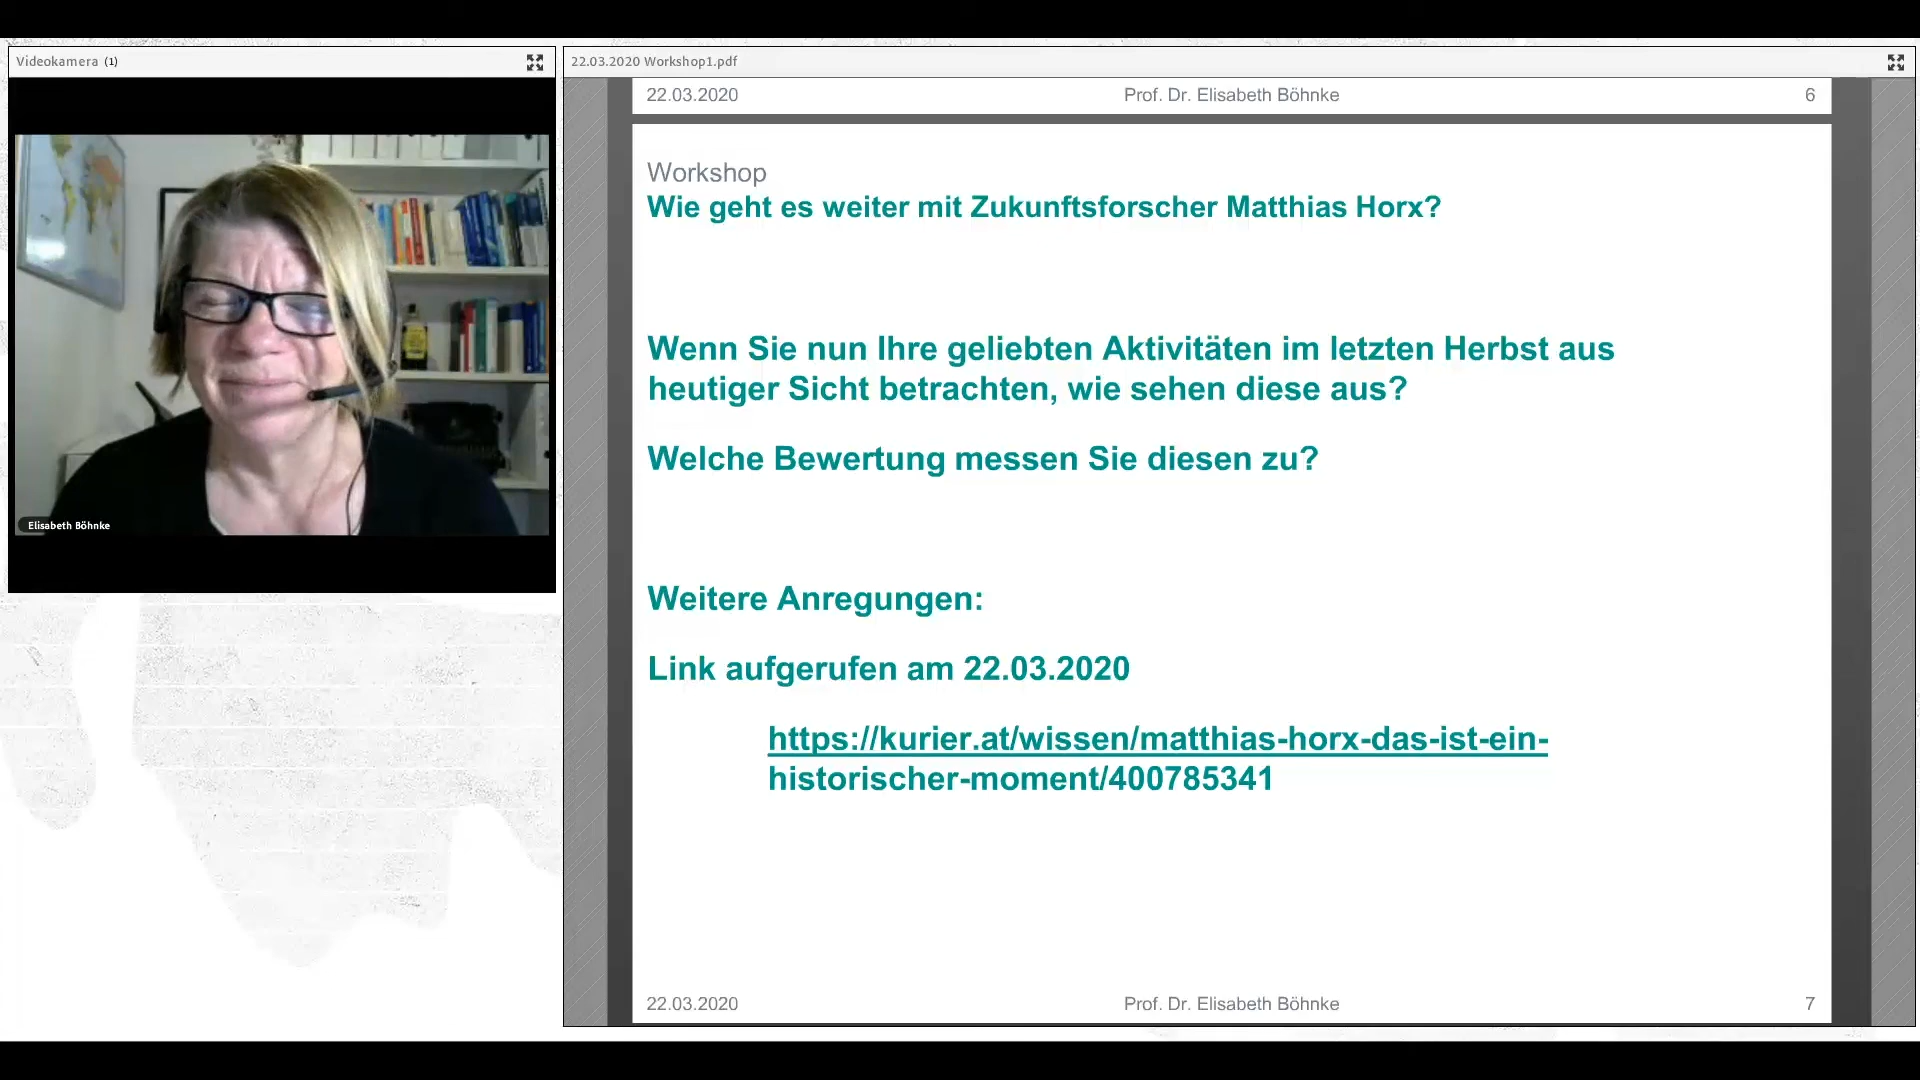 Videokamera (1)
Elisabeth Böhnke
22.03.2020 Workshop1.pdf
22.03.2020 Prof. Dr. Elisabeth Böhnke 6
Workshop
Wie geht es weiter mit Zukunftsforscher Matthias Horx?
Wenn Sie nun Ihre geliebten Aktivitäten im letzten Herbst aus
heutiger Sicht betrachten, wie sehen diese aus?
Welche Bewertung messen Sie diesen zu?
Weitere Anregungen:
Link aufgerufen am 22.03.2020
https://kurier.at/wissen/matthias-horx-das-ist-ein-
historischer-moment/400785341
22.03.2020 Prof. Dr. Elisabeth Böhnke 7